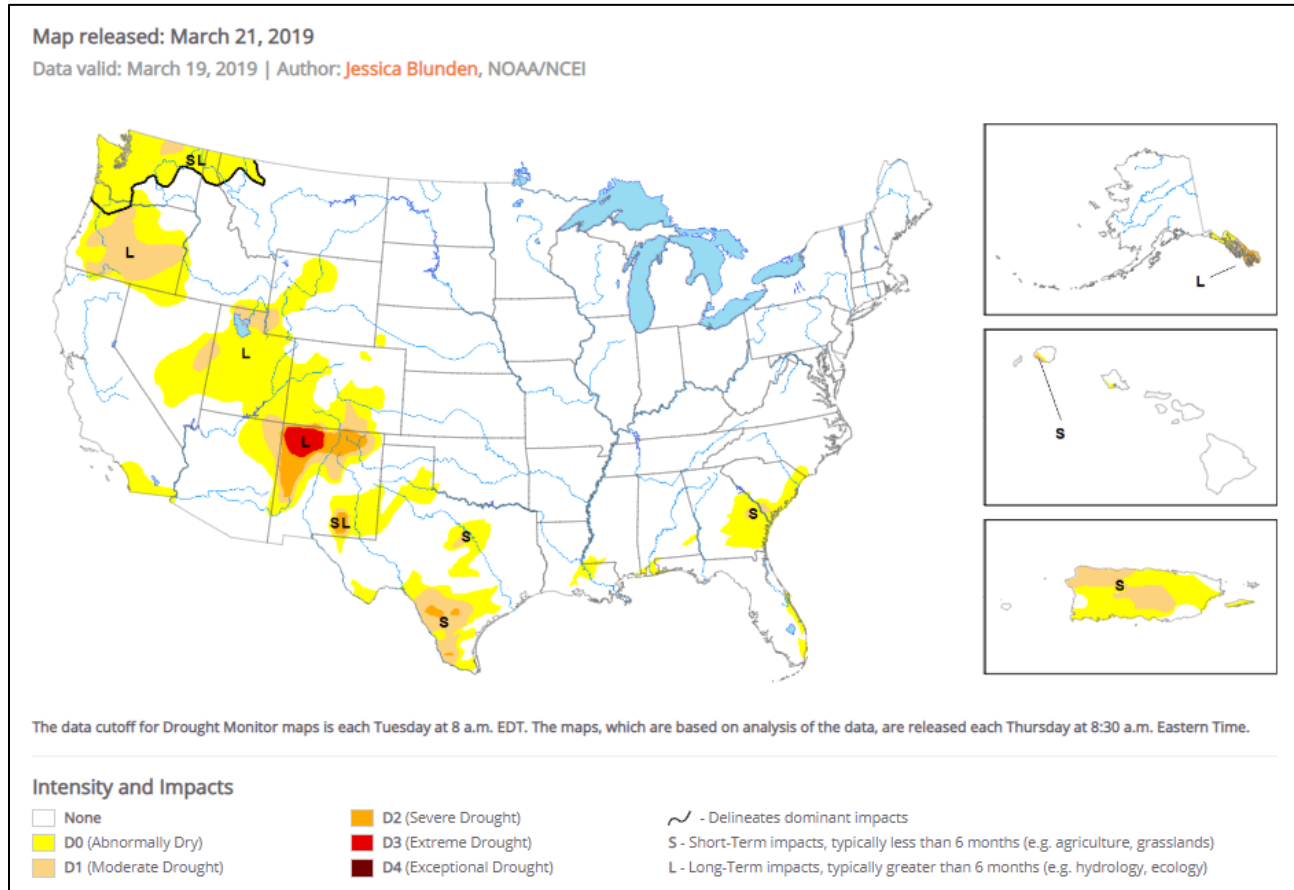 Map released: March 21, 2019
Data valid: March 19, 2019 | Author: Jessica Blunden, NOAA/NCEI
SL
L
L
L
SL
S
S
S
L
S
S
The data cutoff for Drought Monitor maps is each Tuesday at 8 a.m. EDT. The maps, which are based on analysis of the data, are released each Thursday at 8:30 a.m. Eastern Time.
Intensity and Impacts
None
D0 (Abnormally Dry)
D1 (Moderate Drought)
D2 (Severe Drought)
D3 (Extreme Drought)
D4 (Exceptional Drought)
- Delineates dominant impacts
S - Short-Term impacts, typically less than 6 months (e.g. agriculture, grasslands)
L - Long-Term impacts, typically greater than 6 months (e.g. hydrology, ecology)